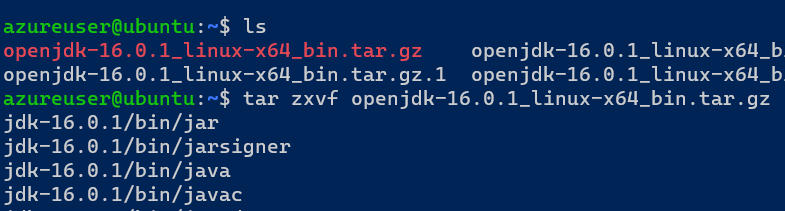 azureuser@ubuntu:~$ ls
openjdk-16.0.1_linux-x64_bin.tar.gz openjdk-16.0.1_linux-x64_b
openjdk-16.0.1_linux-x64_bin.tar.gz.1 openjdk-16.0.1_linux-x64_b
azureuser@ubuntu:~$ tar zxvf openjdk-16.0.1_linux-x64_bin.tar.gz
jdk-16.0.1/bin/jar
jdk-16.0.1/bin/jarsigner
jdk-16.0.1/bin/java
jdk-16.0.1/bin/javac